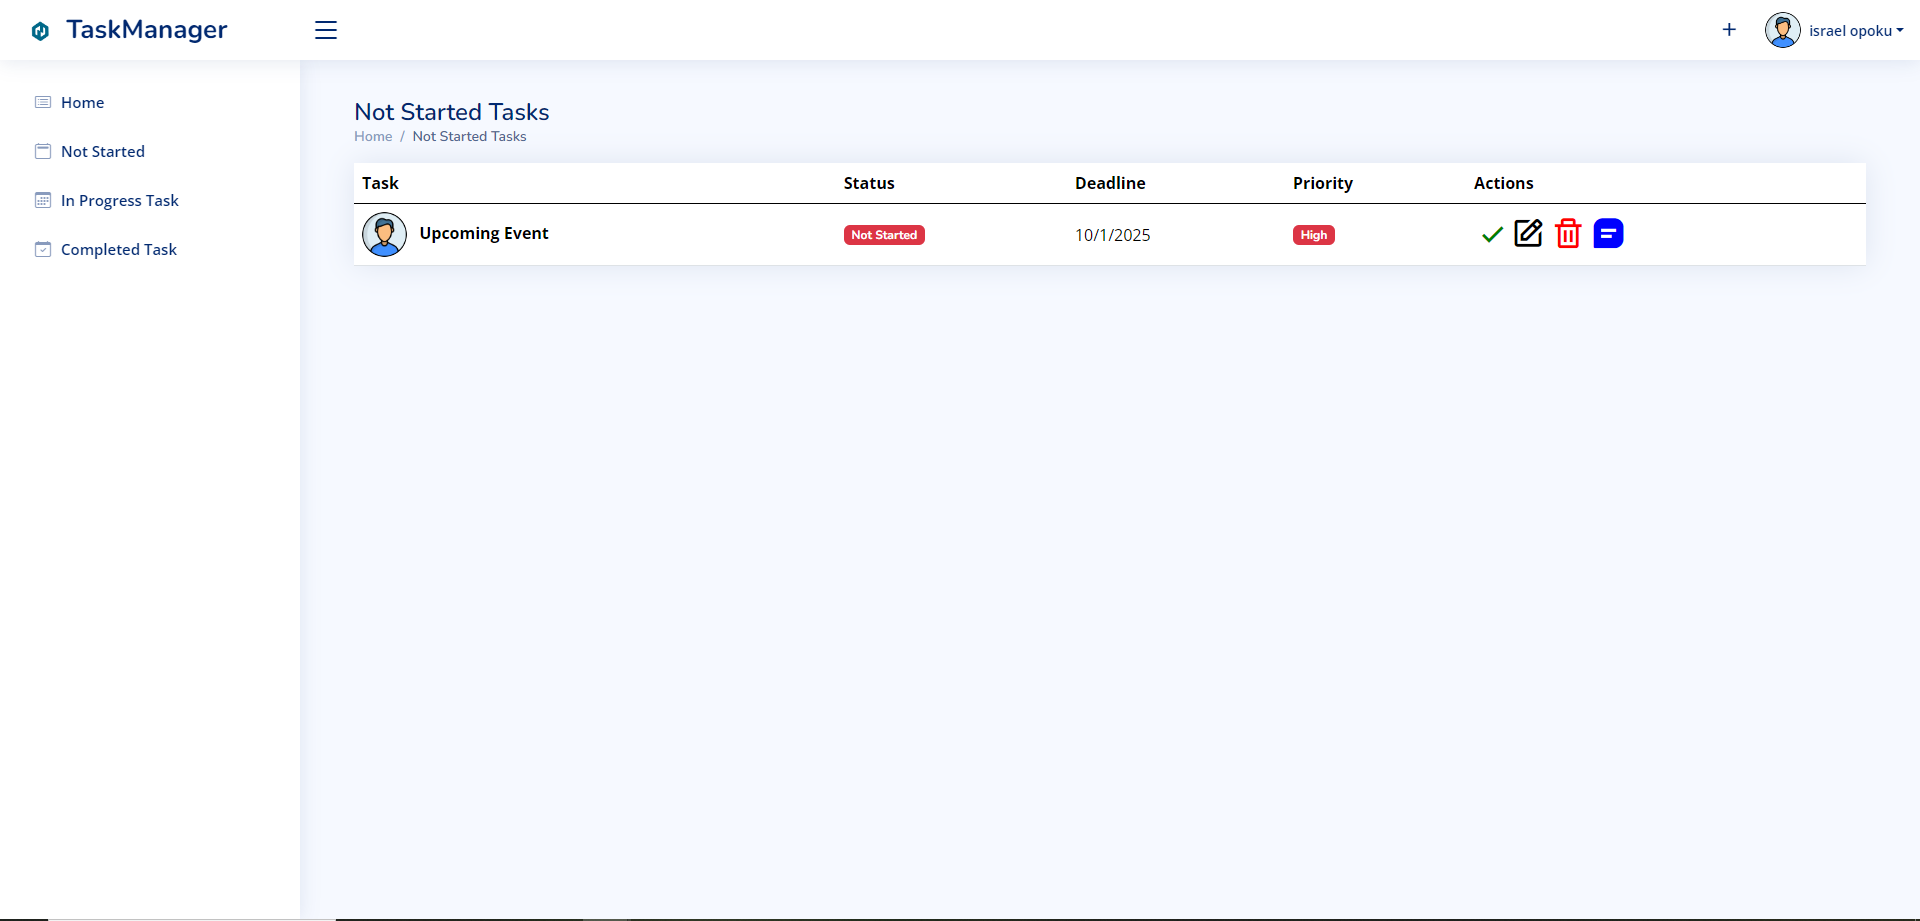 TaskManager
israel opoku
Home
Not Started
In Progress Task
Completed Task
Not Started Tasks
Home / Not Started Tasks
Task Status Deadline Priority Actions
Upcoming Event Not Started 10/1/2025 High